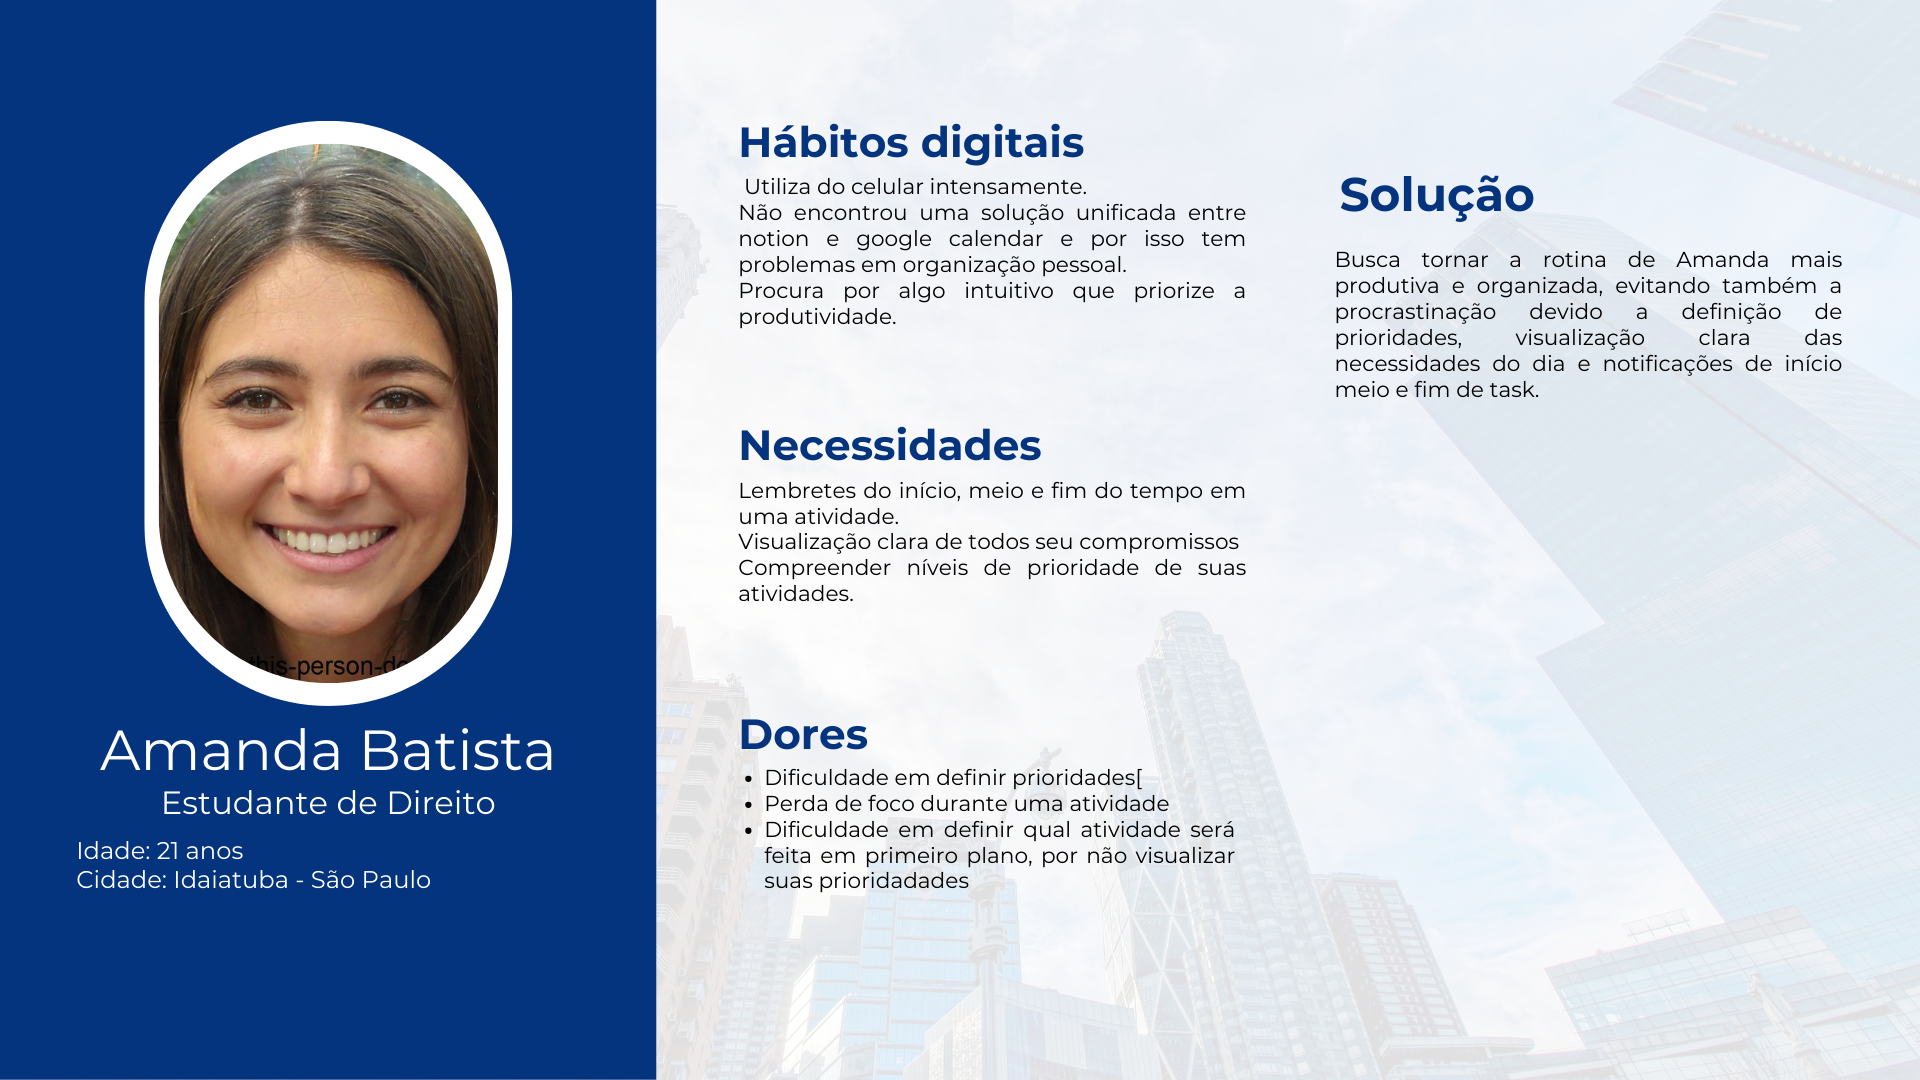 this-person-do
Amanda Batista
Estudante de Direito
Idade: 21 anos
Cidade: Idaiatuba - São Paulo
Hábitos digitais
Utiliza do celular intensamente.
Não encontrou uma solução unificada entre
notion e google calendar e por isso tem
problemas em organização pessoal.
Procura por algo intuitivo que priorize a
produtividade.
Necessidades
Lembretes do início, meio e fim do tempo em
uma atividade.
Visualização clara de todos seu compromissos
Compreender níveis de prioridade de suas
atividades.
Dores
• Dificuldade em definir prioridades[
• Perda de foco durante uma atividade
• Dificuldade em definir qual atividade será
feita em primeiro plano, por não visualizar
suas prioridadades
Solução
Busca tornar a rotina de Amanda mais
produtiva e organizada, evitando também a
procrastinação devido a definição de
prioridades, visualização clara das
necessidades do dia e notificações de início
meio e fim de task.